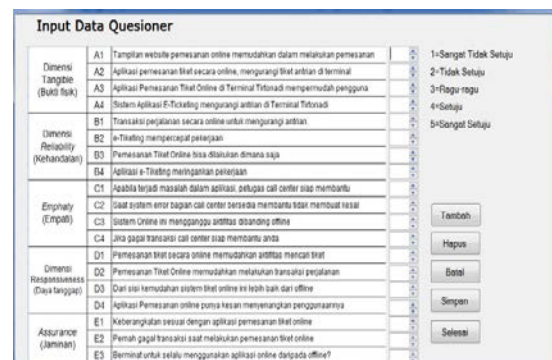 Input Data Quesioner
Dimensi
Tangible
(Bukti fisik)
A1 Tampilan website pemesanan online memudahkan dalam melakukan pemesanan
A2 Aplikasi pemesanan tiket secara online, mengurangi tiket antrian di terminal
A3 Aplikasi Pemesanan Tiket Online di Terminal Tirtonadi mempermudah pengguna
A4 Sistem Aplikasi E-Ticketing mengurangi antrian di Terminal Tirtonadi
Dimensi
Reliability
(Kehandalan)
B1 Transaksi perjalanan secara online untuk mengurangi antrian
B2 e-Tiketing mempercepat pekerjaan
B3 Pemesanan Tiket Online bisa dilakukan dimana saja
B4 Aplikasi e-Tiketing meringankan pekerjaan
Emphaty
(Empati)
C1 Apabila terjadi masalah dalam aplikasi, petugas call center siap membantu
C2 Saat system error bagian call center bersedia membantu tidak membuat kesal
C3 Sistem Online ini mengganggu aktifitas dibanding offline
C4 Jika gagal transaksi call center siap membantu anda
Dimensi
Responsiveness
(Daya tanggap)
D1 Pemesanan tiket secara online memudahkan aktifitas mencari tiket
D2 Pemesanan Tiket Online memudahkan melakukan transaksi perjalanan
D3 Dari sisi kemudahan sistem tiket online ini lebih baik dari offline
D4 Aplikasi Pemesanan online punya kesan menyenangkan penggunaannya
Assurance
(Jaminan)
E1 Keberangkatan sesuai dengan aplikasi pemesanan tiket online
E2 Pernah gagal transaksi saat melakukan pemesanan tiket online
E3 Berminat untuk selalu menggunakan aplikasi online daripada offline?
1=Sangat Tidak Setuju
2=Tidak Setuju
3=Ragu-ragu
4=Setuju
5=Sangat Setuju
Tambah
Hapus
Batal
Simpan
Selesai